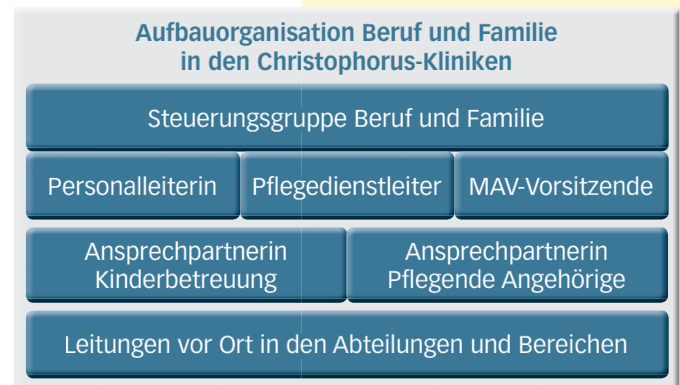 Aufbauorganisation Beruf und Familie
in den Christophorus-Kliniken
Steuerungsgruppe Beruf und Familie
Personalleiterin
Pflegedienstleiter
MAV-Vorsitzende
Ansprechpartnerin
Kinderbetreuung
Ansprechpartnerin
Pflegende Angehörige
Leitungen vor Ort in den Abteilungen und Bereichen